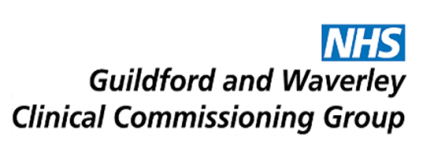 NHS
Guildford and Waverley
Clinical Commissioning Group